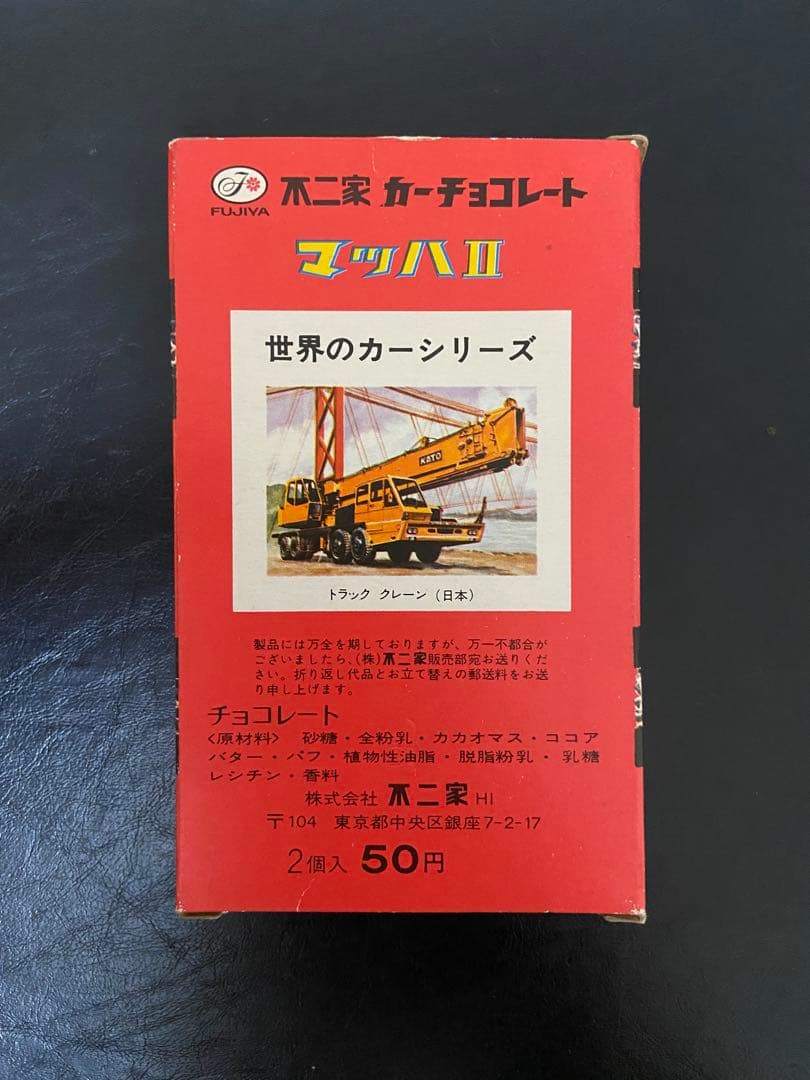 FUJIYA
不二家 カーチョコレート
マッハⅡ
世界のカーシリーズ
KATO
トラック クレーン (日本)
製品には万全を期しておりますが、万一不都合が
ございましたら、(株)不二家販売部宛お送りくだ
さい。折り返し代品とお立て替えの郵送料をお送
り申し上げます。
チョコレート
〈原材料〉 砂糖・全粉乳・カカオマス・ココア
バター・パフ・植物性油脂・脱脂粉乳・乳糖
レシチン・香料
株式会社 不二家 HI
〒104 東京都中央区銀座7-2-17
2個入 50円